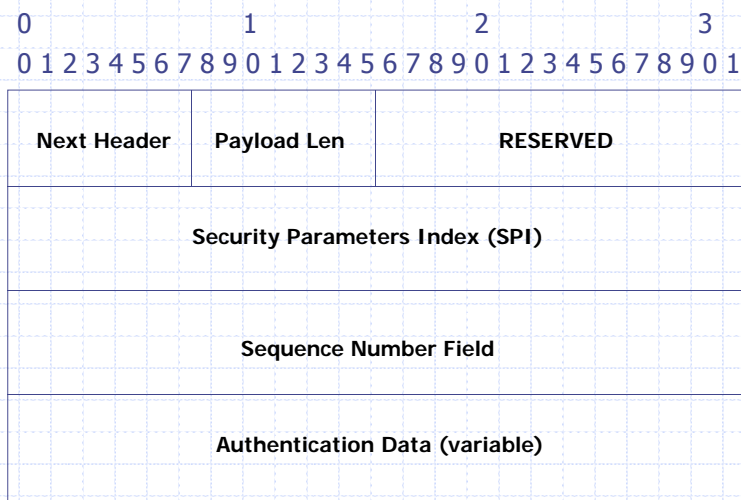 0 1 2 3
0 1 2 3 4 5 6 7 8 9 0 1 2 3 4 5 6 7 8 9 0 1 2 3 4 5 6 7 8 9 0 1
Next Header Payload Len RESERVED
Security Parameters Index (SPI)
Sequence Number Field
Authentication Data (variable)